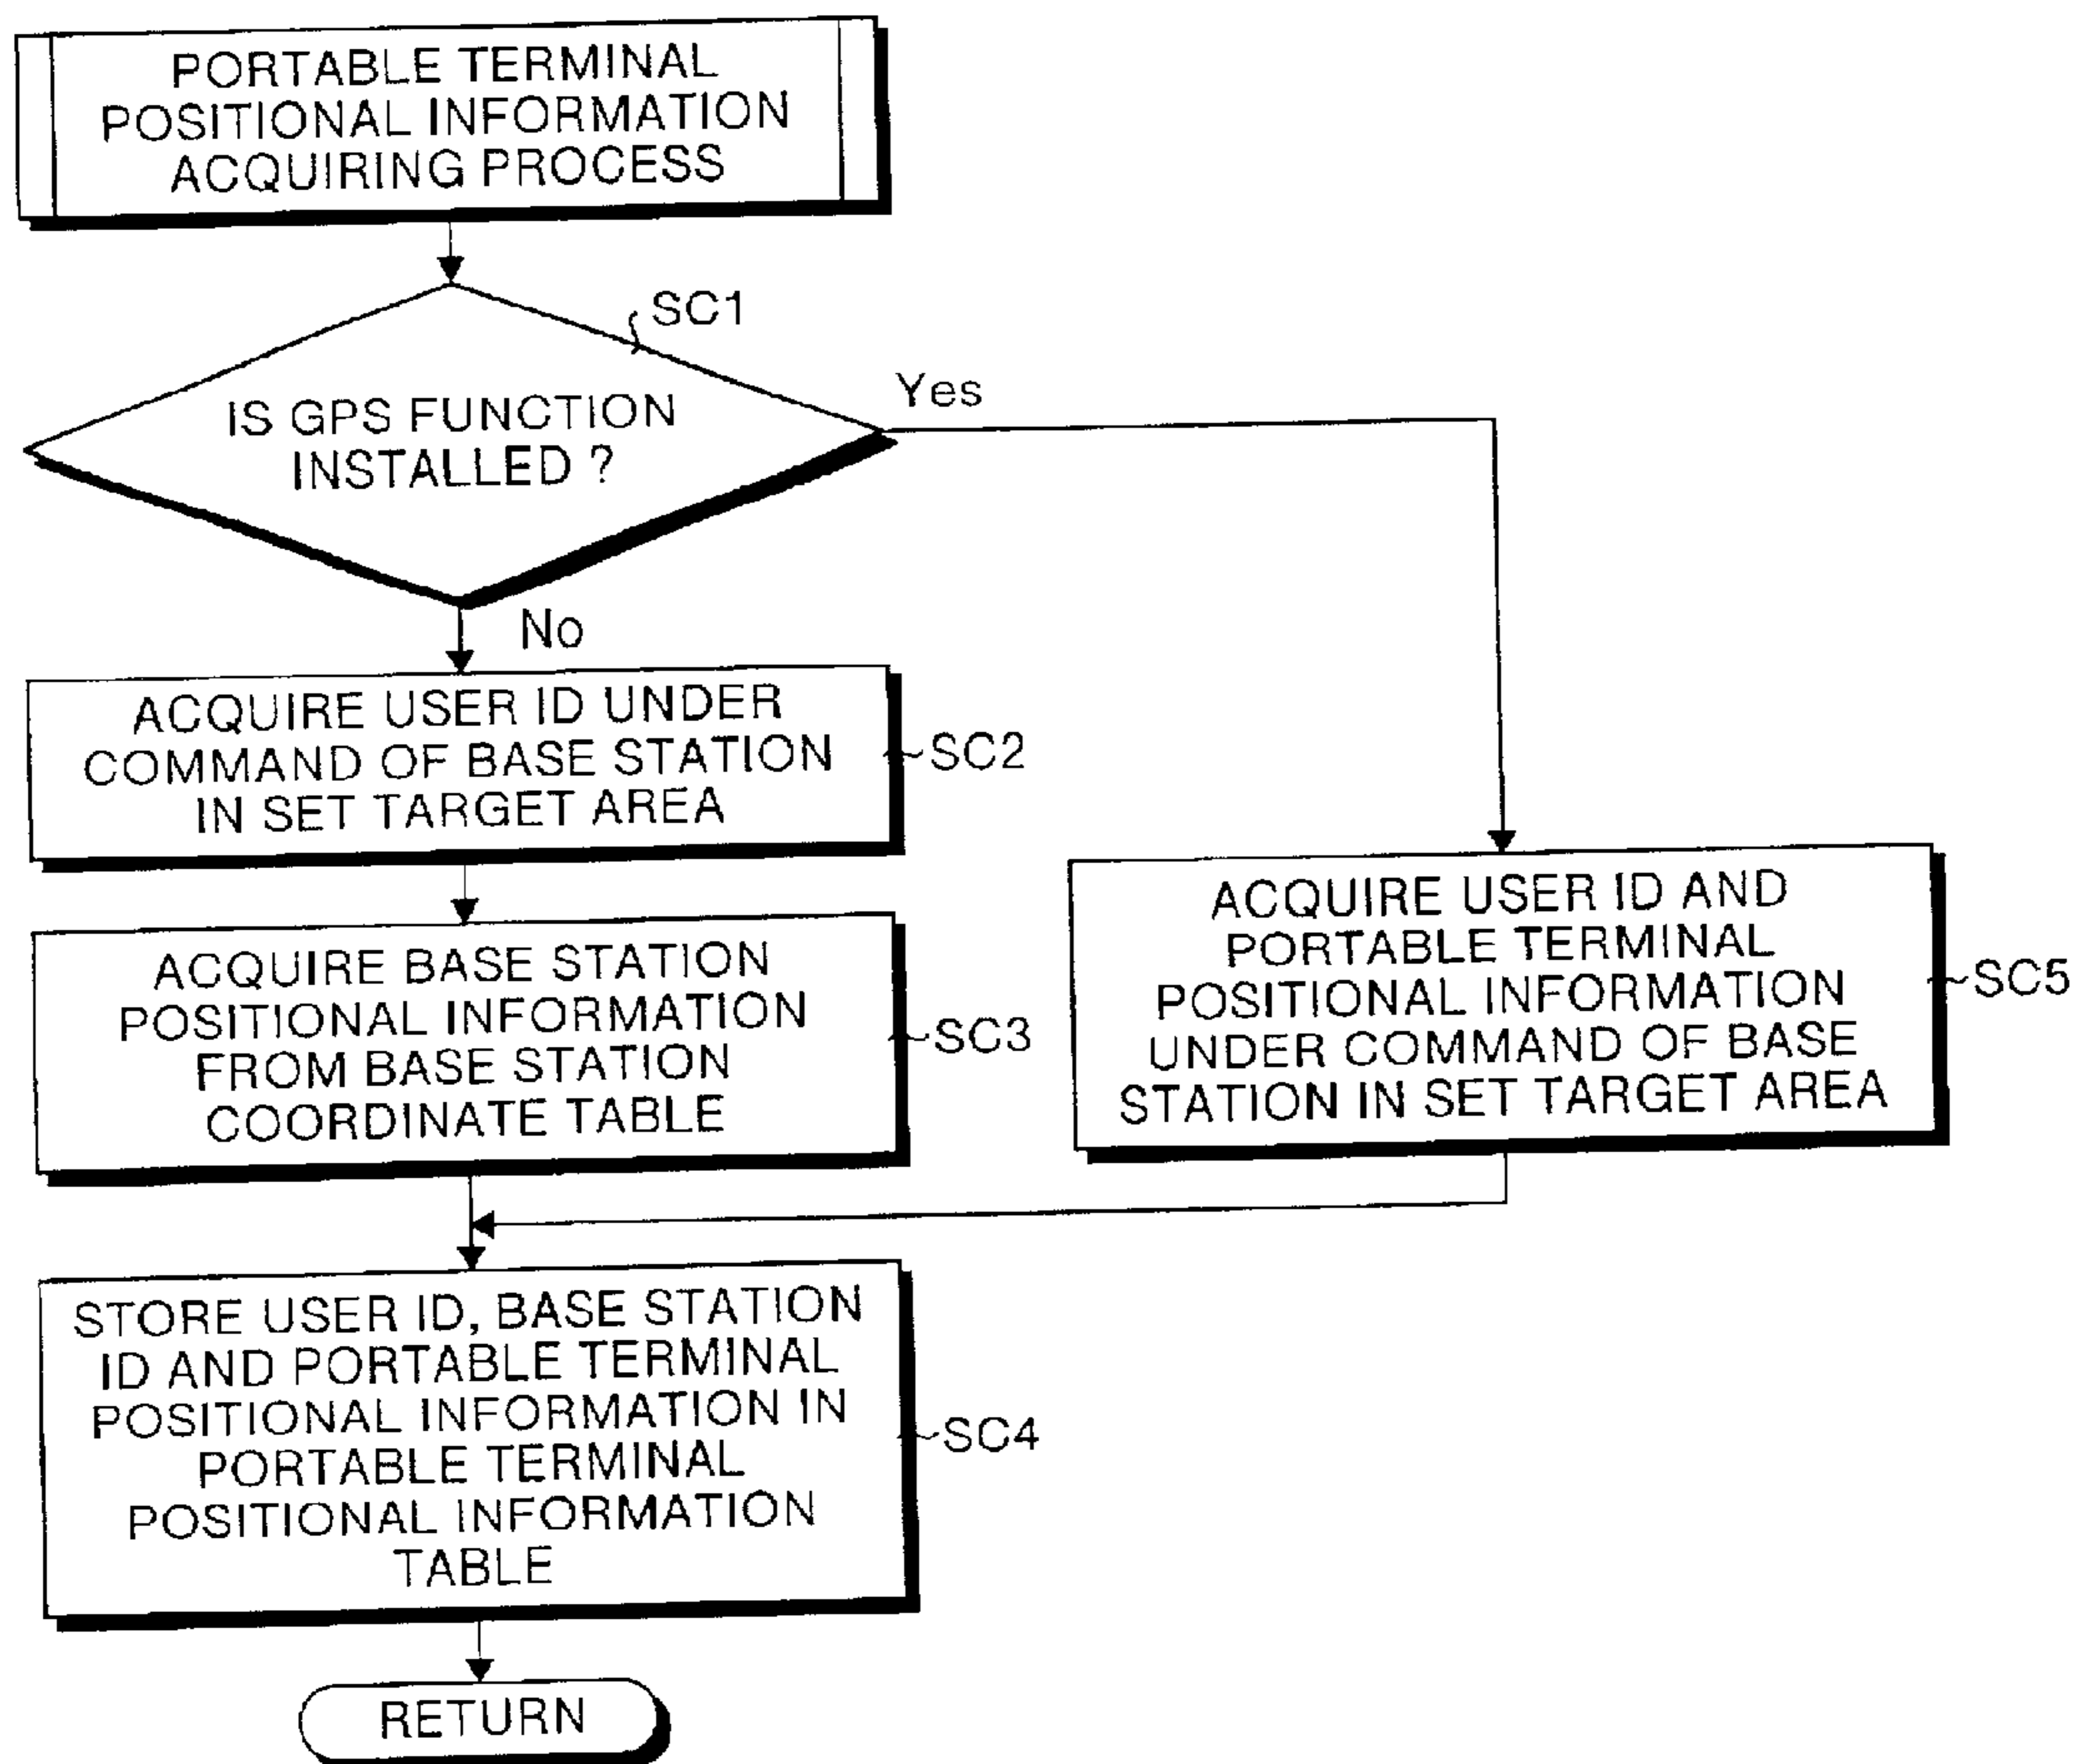 PORTABLE TERMINAL
POSITIONAL INFORMATION
ACQUIRING PROCESS
SC1
IS GPS FUNCTION
INSTALLED ?
Yes
No
ACQUIRE USER ID UNDER
COMMAND OF BASE STATION
IN SET TARGET AREA
SC2
ACQUIRE BASE STATION
POSITIONAL INFORMATION
FROM BASE STATION
COORDINATE TABLE
SC3
ACQUIRE USER ID AND
PORTABLE TERMINAL
POSITIONAL INFORMATION
UNDER COMMAND OF BASE
STATION IN SET TARGET AREA
SC5
STORE USER ID, BASE STATION
ID AND PORTABLE TERMINAL
POSITIONAL INFORMATION IN
PORTABLE TERMINAL
POSITIONAL INFORMATION
TABLE
SC4
RETURN